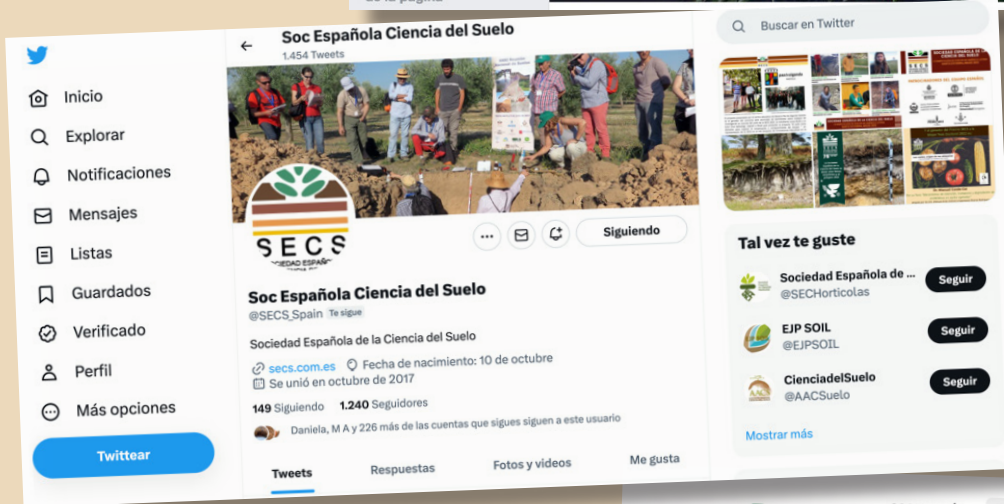 de la página
Inicio
Explorar
Notificaciones
Mensajes
Listas
Guardados
Verificado
Perfil
Más opciones
Twittear
Soc Española Ciencia del Suelo
1.454 Tweets
SECS
Siguiendo
Soc Española Ciencia del Suelo
@SECS_Spain Te sigue
Sociedad Española de la Ciencia del Suelo
secs.com.es Fecha de nacimiento: 10 de octubre
Se unió en octubre de 2017
149 Siguiendo 1.240 Seguidores
Daniela, M A y 226 más de las cuentas que sigues siguen a este usuario
Tweets Respuestas Fotos y videos Me gusta
Buscar en Twitter
Tal vez te guste
Sociedad Española de ...
@SECHorticolas
Seguir
EJP SOIL
@EJPSOIL
Seguir
CienciadelSuelo
@AACSuelo
Seguir
Mostrar más